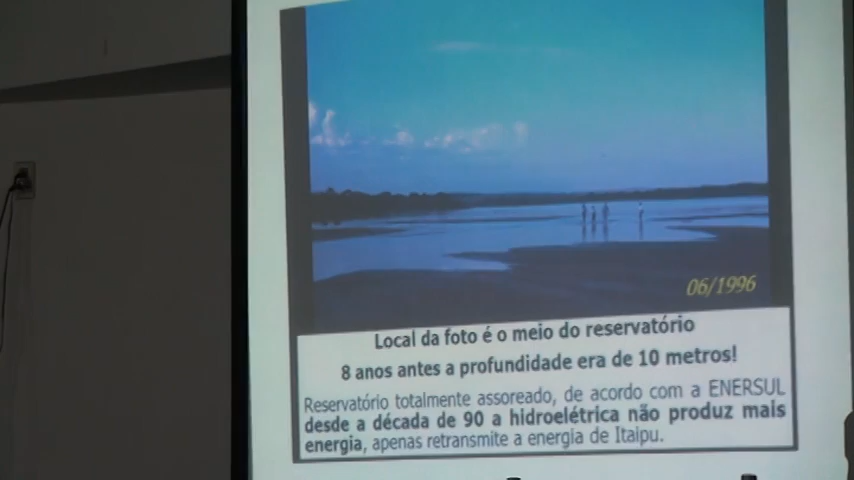 06/1996
Local da foto é o meio do reservatório
8 anos antes a profundidade era de 10 metros!
Reservatório totalmente assoreado, de acordo com a ENERSUL
desde a década de 90 a hidroelétrica não produz mais
energia, apenas retransmite a energia de Itaipu.